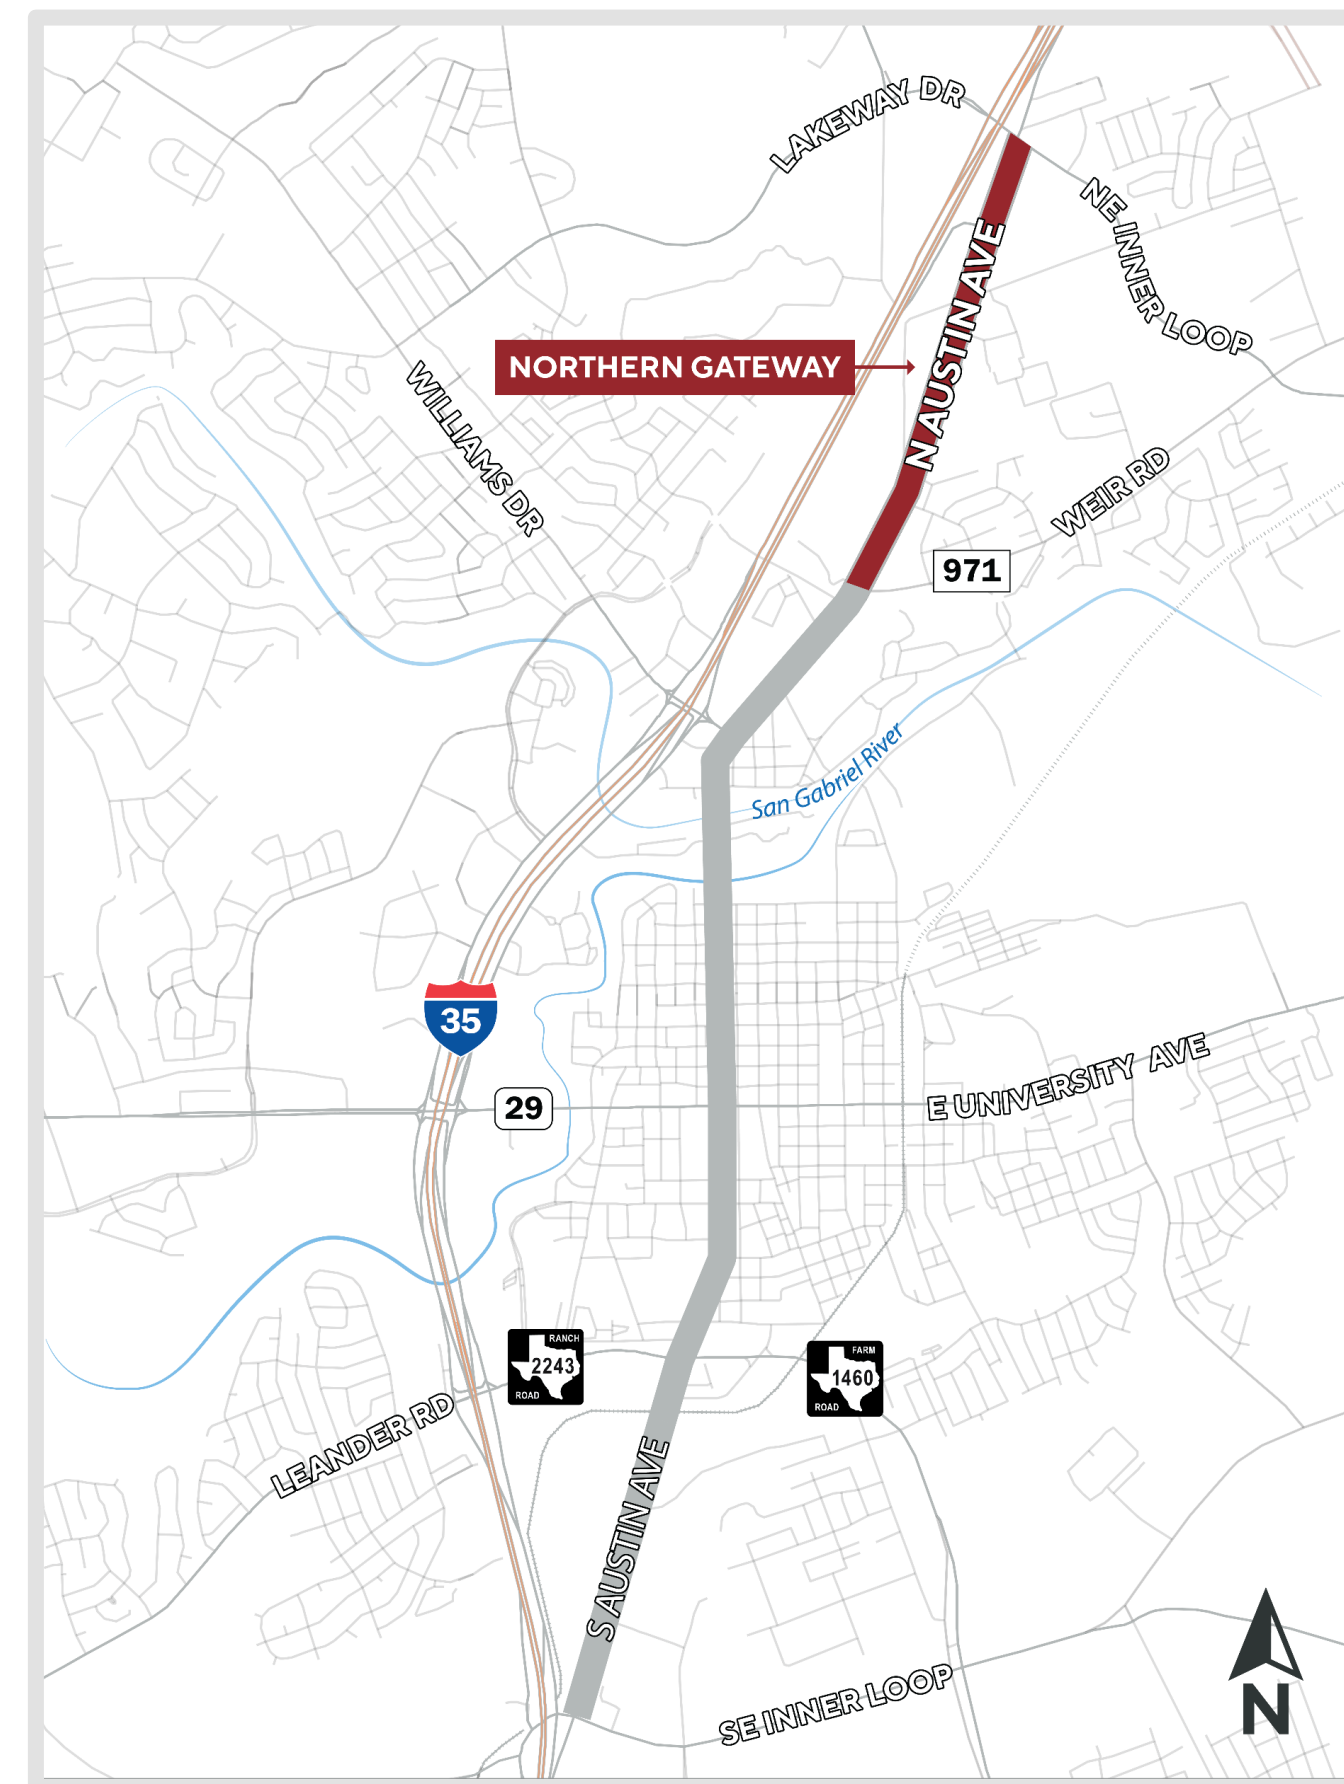 LAKEWAY DR
NE INNER LOOP
N AUSTIN AVE
NORTHERN GATEWAY
WILLIAMS DR
WEIR RD
971
San Gabriel River
35
29
E UNIVERSITY AVE
RANCH
2243
ROAD
FARM
1460
ROAD
LEANDER RD
S AUSTIN AVE
SE INNER LOOP
N